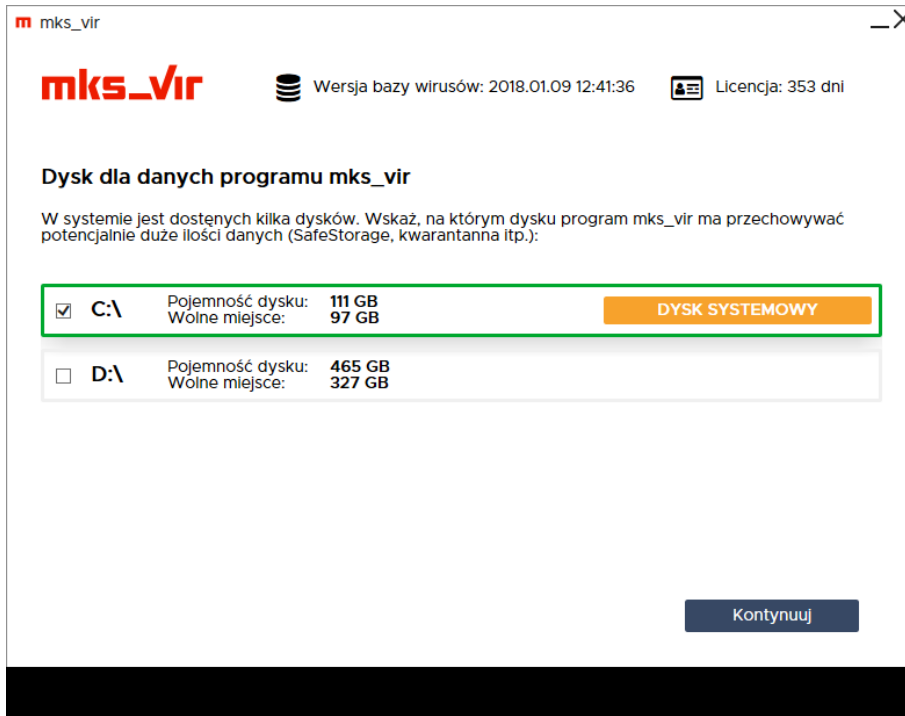 m mks_vir
mks_vir
Wersja bazy wirusów: 2018.01.09 12:41:36
Licencja: 353 dni
Dysk dla danych programu mks_vir
W systemie jest dostępnych kilka dysków. Wskaż, na którym dysku program mks_vir ma przechowywać
potencjalnie duże ilości danych (SafeStorage, kwarantanna itp.):
C:\
Pojemność dysku: 111 GB
Wolne miejsce: 97 GB
DYSK SYSTEMOWY
D:\
Pojemność dysku: 465 GB
Wolne miejsce: 327 GB
Kontynuuj